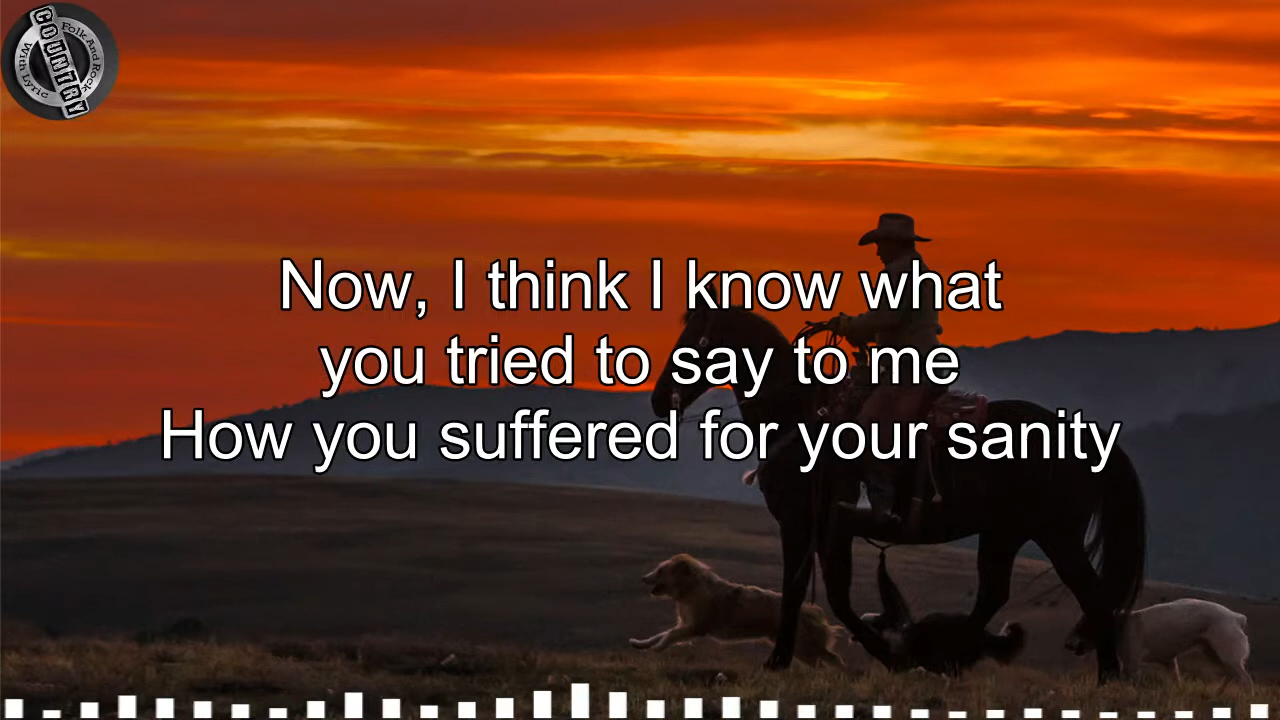 COUNTRY
Folk And Rock
With Lyric
Now, I think I know what
you tried to say to me
How you suffered for your sanity